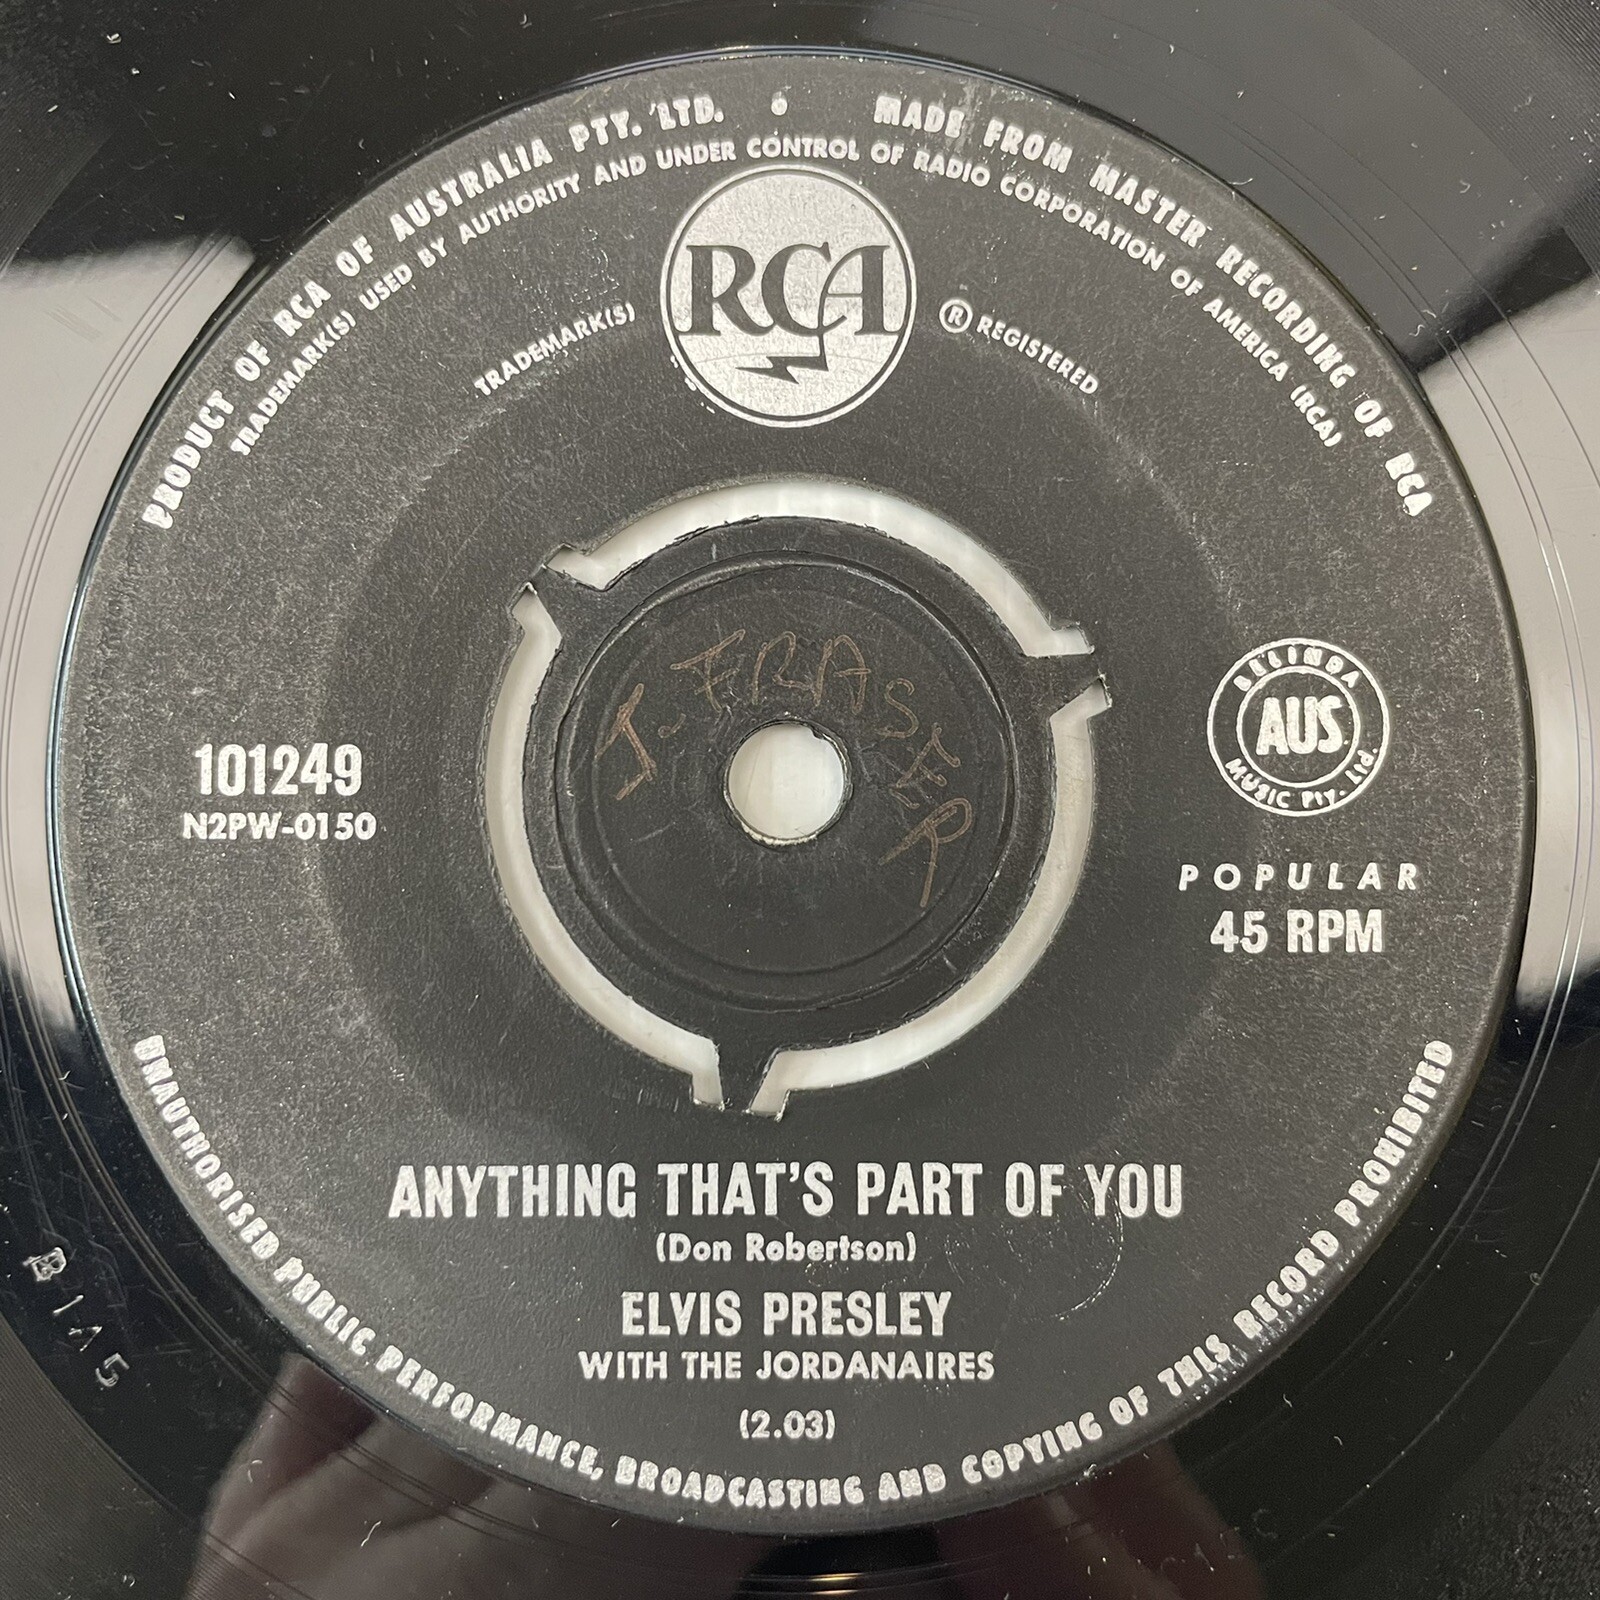 PRODUCT OF RCA OF AUSTRALIA PTY. LTD. • MADE FROM MASTER RECORDING OF RCA
TRADEMARK(S) USED BY AUTHORITY AND UNDER CONTROL OF RADIO CORPORATION OF AMERICA (RCA)
RCA
TRADEMARK(S)
® REGISTERED
J. FRASER
101249
N2PW-0150
BELINDA
AUS.
MUSIC Pty. Ltd.
POPULAR
45 RPM
ANYTHING THAT'S PART OF YOU
(Don Robertson)
ELVIS PRESLEY
WITH THE JORDANAIRES
(2.03)
UNAUTHORISED PUBLIC PERFORMANCE, BROADCASTING AND COPYING OF THIS RECORD PROHIBITED